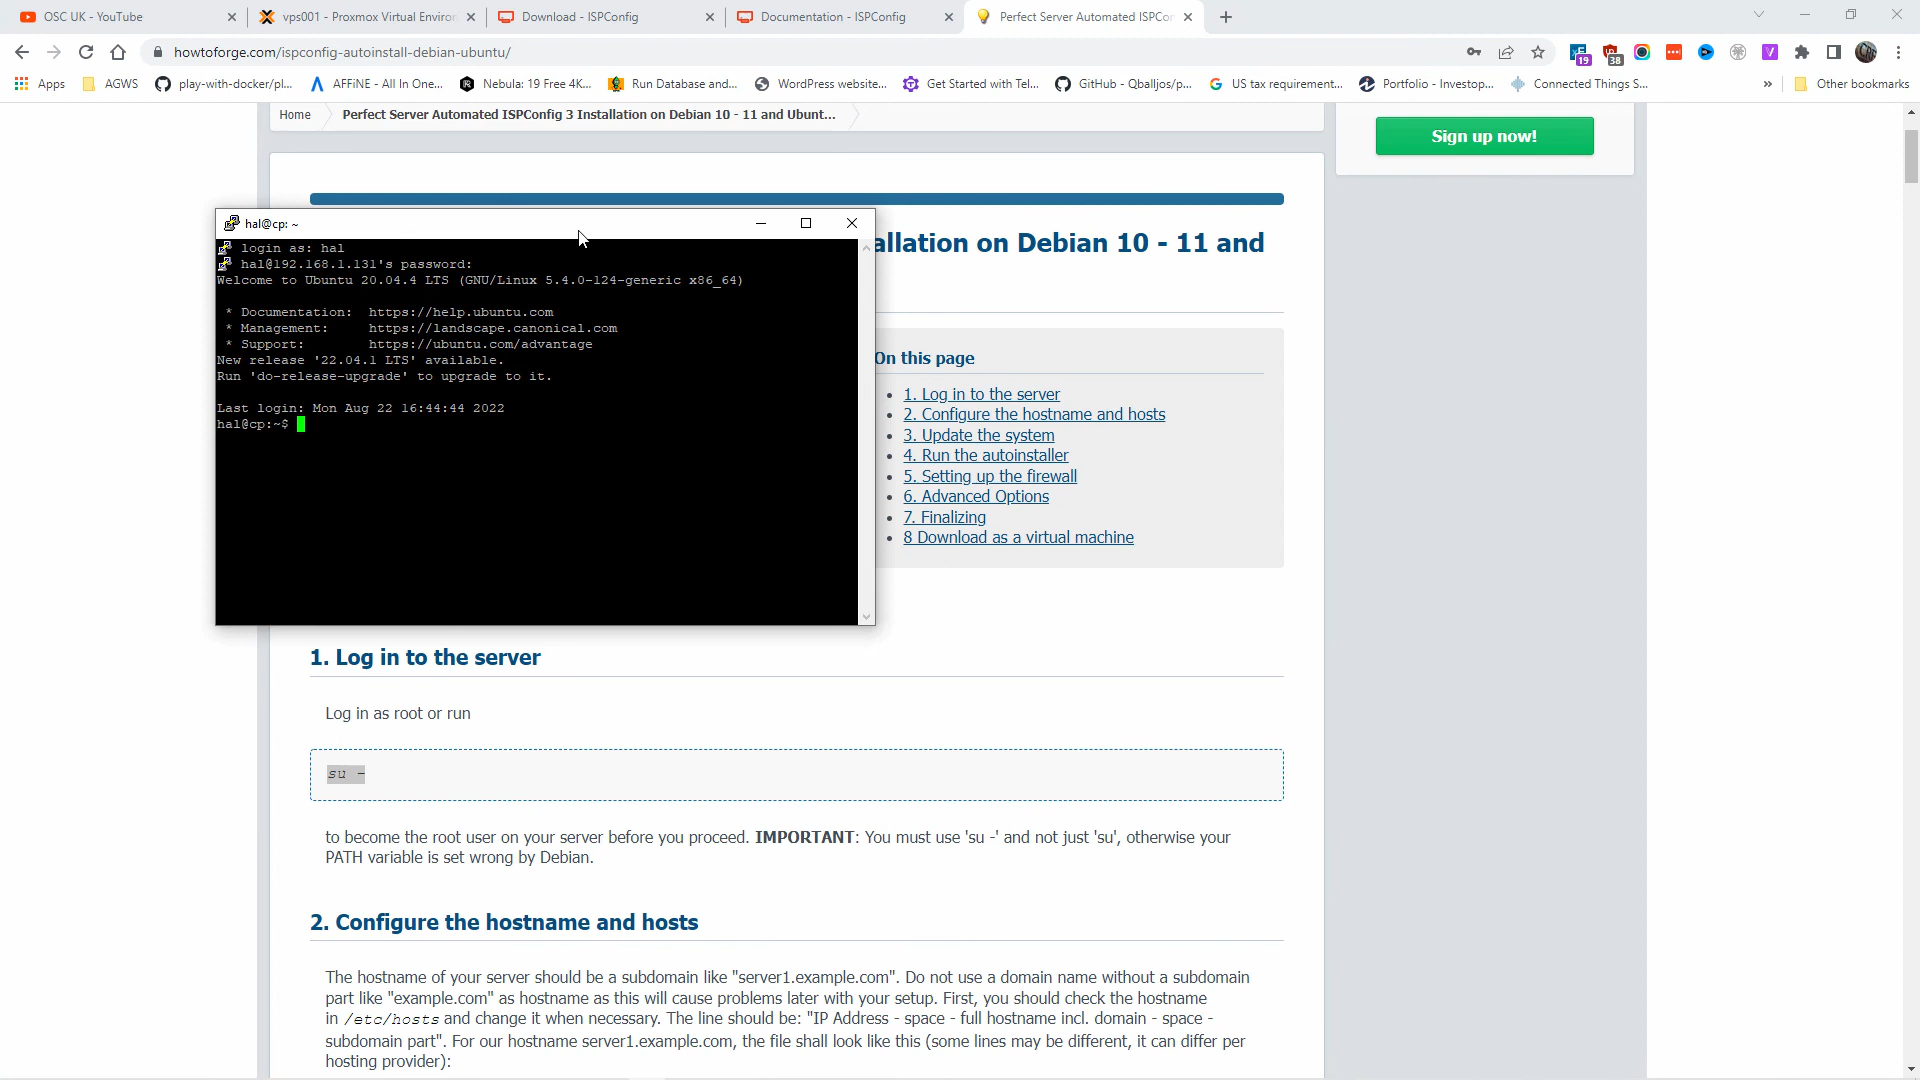 OSC UK - YouTube
vps001 - Proxmox Virtual Environ
Download - ISPConfig
Documentation - ISPConfig
Perfect Server Automated ISPCor
howtoforge.com/ispconfig-autoinstall-debian-ubuntu/
19
38
Apps
AGWS
play-with-docker/pl...
AFFiNE - All In One...
Nebula: 19 Free 4K...
Run Database and...
WordPress website...
Get Started with Tel...
GitHub - Qballjos/p...
US tax requirement...
Portfolio - Investop...
Connected Things S...
»
Other bookmarks
Home
Perfect Server Automated ISPConfig 3 Installation on Debian 10 - 11 and Ubunt...
Sign up now!
allation on Debian 10 - 11 and
hal@cp: ~
login as: hal
hal@192.168.1.131's password:
Welcome to Ubuntu 20.04.4 LTS (GNU/Linux 5.4.0-124-generic x86_64)
* Documentation:  https://help.ubuntu.com
* Management:     https://landscape.canonical.com
* Support:        https://ubuntu.com/advantage
New release '22.04.1 LTS' available.
Run 'do-release-upgrade' to upgrade to it.
Last login: Mon Aug 22 16:44:44 2022
hal@cp:~$
On this page
1. Log in to the server
2. Configure the hostname and hosts
3. Update the system
4. Run the autoinstaller
5. Setting up the firewall
6. Advanced Options
7. Finalizing
8 Download as a virtual machine
1. Log in to the server
Log in as root or run
su -
to become the root user on your server before you proceed. IMPORTANT: You must use 'su -' and not just 'su', otherwise your
PATH variable is set wrong by Debian.
2. Configure the hostname and hosts
The hostname of your server should be a subdomain like "server1.example.com". Do not use a domain name without a subdomain
part like "example.com" as hostname as this will cause problems later with your setup. First, you should check the hostname
in /etc/hosts and change it when necessary. The line should be: "IP Address - space - full hostname incl. domain - space -
subdomain part". For our hostname server1.example.com, the file shall look like this (some lines may be different, it can differ per
hosting provider):